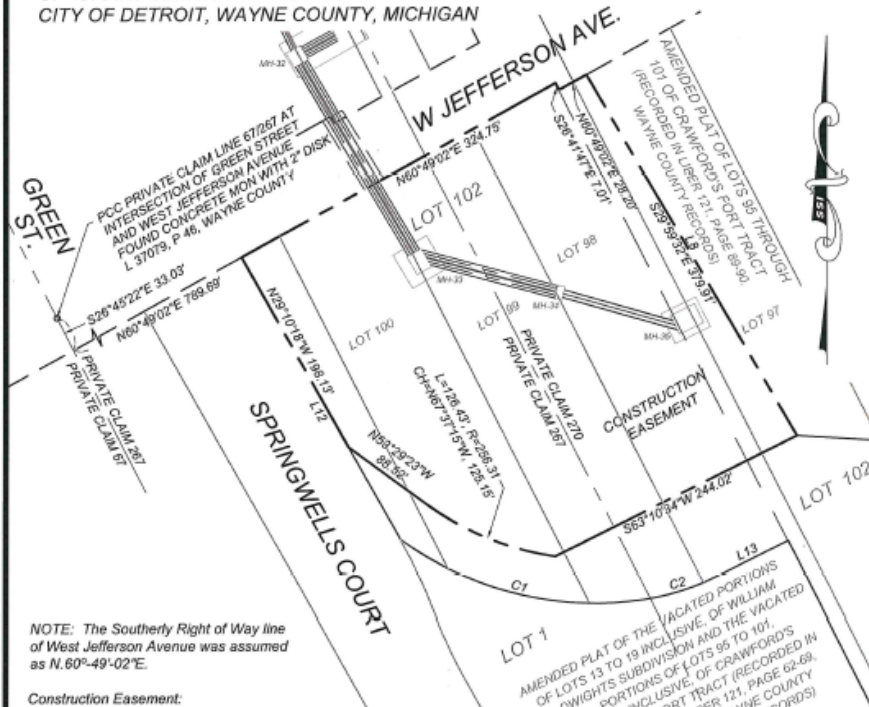 CITY OF DETROIT, WAYNE COUNTY, MICHIGAN
MH-32
W JEFFERSON AVE.
PCC PRIVATE CLAIM LINE 67/267 AT
INTERSECTION OF GREEN STREET
AND WEST JEFFERSON AVENUE
FOUND CONCRETE MON WITH 2" DISK
L 37079, P 46, WAYNE COUNTY
GREEN
ST.
AMENDED PLAT OF LOTS 95 THROUGH
101 OF CRAWFORD'S FORT TRACT
(RECORDED IN LIBER 121, PAGE 89-90,
WAYNE COUNTY RECORDS)
N60°49'02"E 324.75'
S26°41'47"E 7.01'
N60°49'02"E 28.20'
S29°59'32"E 379.91'
L8
SSI
LOT 102
LOT 98
LOT 99
LOT 100
LOT 97
MH-33
MH-34
S26°45'22"E 33.03'
N60°49'02"E 789.69'
PRIVATE CLAIM 267
PRIVATE CLAIM 67
N29°10'18"W 198.13'
L12
PRIVATE CLAIM 270
PRIVATE CLAIM 267
L=126.43', R=256.31
CH=N67°37'15"W, 125.15'
CONSTRUCTION
EASEMENT
SPRINGWELLS COURT
N53°29'23"W
S63°10'34"W 244.02'
LOT 102
L13
C1
C2
LOT 1
AMENDED PLAT OF THE VACATED PORTIONS
OF LOTS 13 TO 19 INCLUSIVE, OF WILLIAM
DWIGHTS SUBDIVISION AND THE VACATED
PORTIONS OF LOTS 95 TO 101,
INCLUSIVE, OF CRAWFORD'S
FORT TRACT (RECORDED IN
121, PAGE 62-69,
COUNTY
NOTE: The Southerly Right of Way line
of West Jefferson Avenue was assumed
as N.60º-49'-02"E.
Construction Easement: